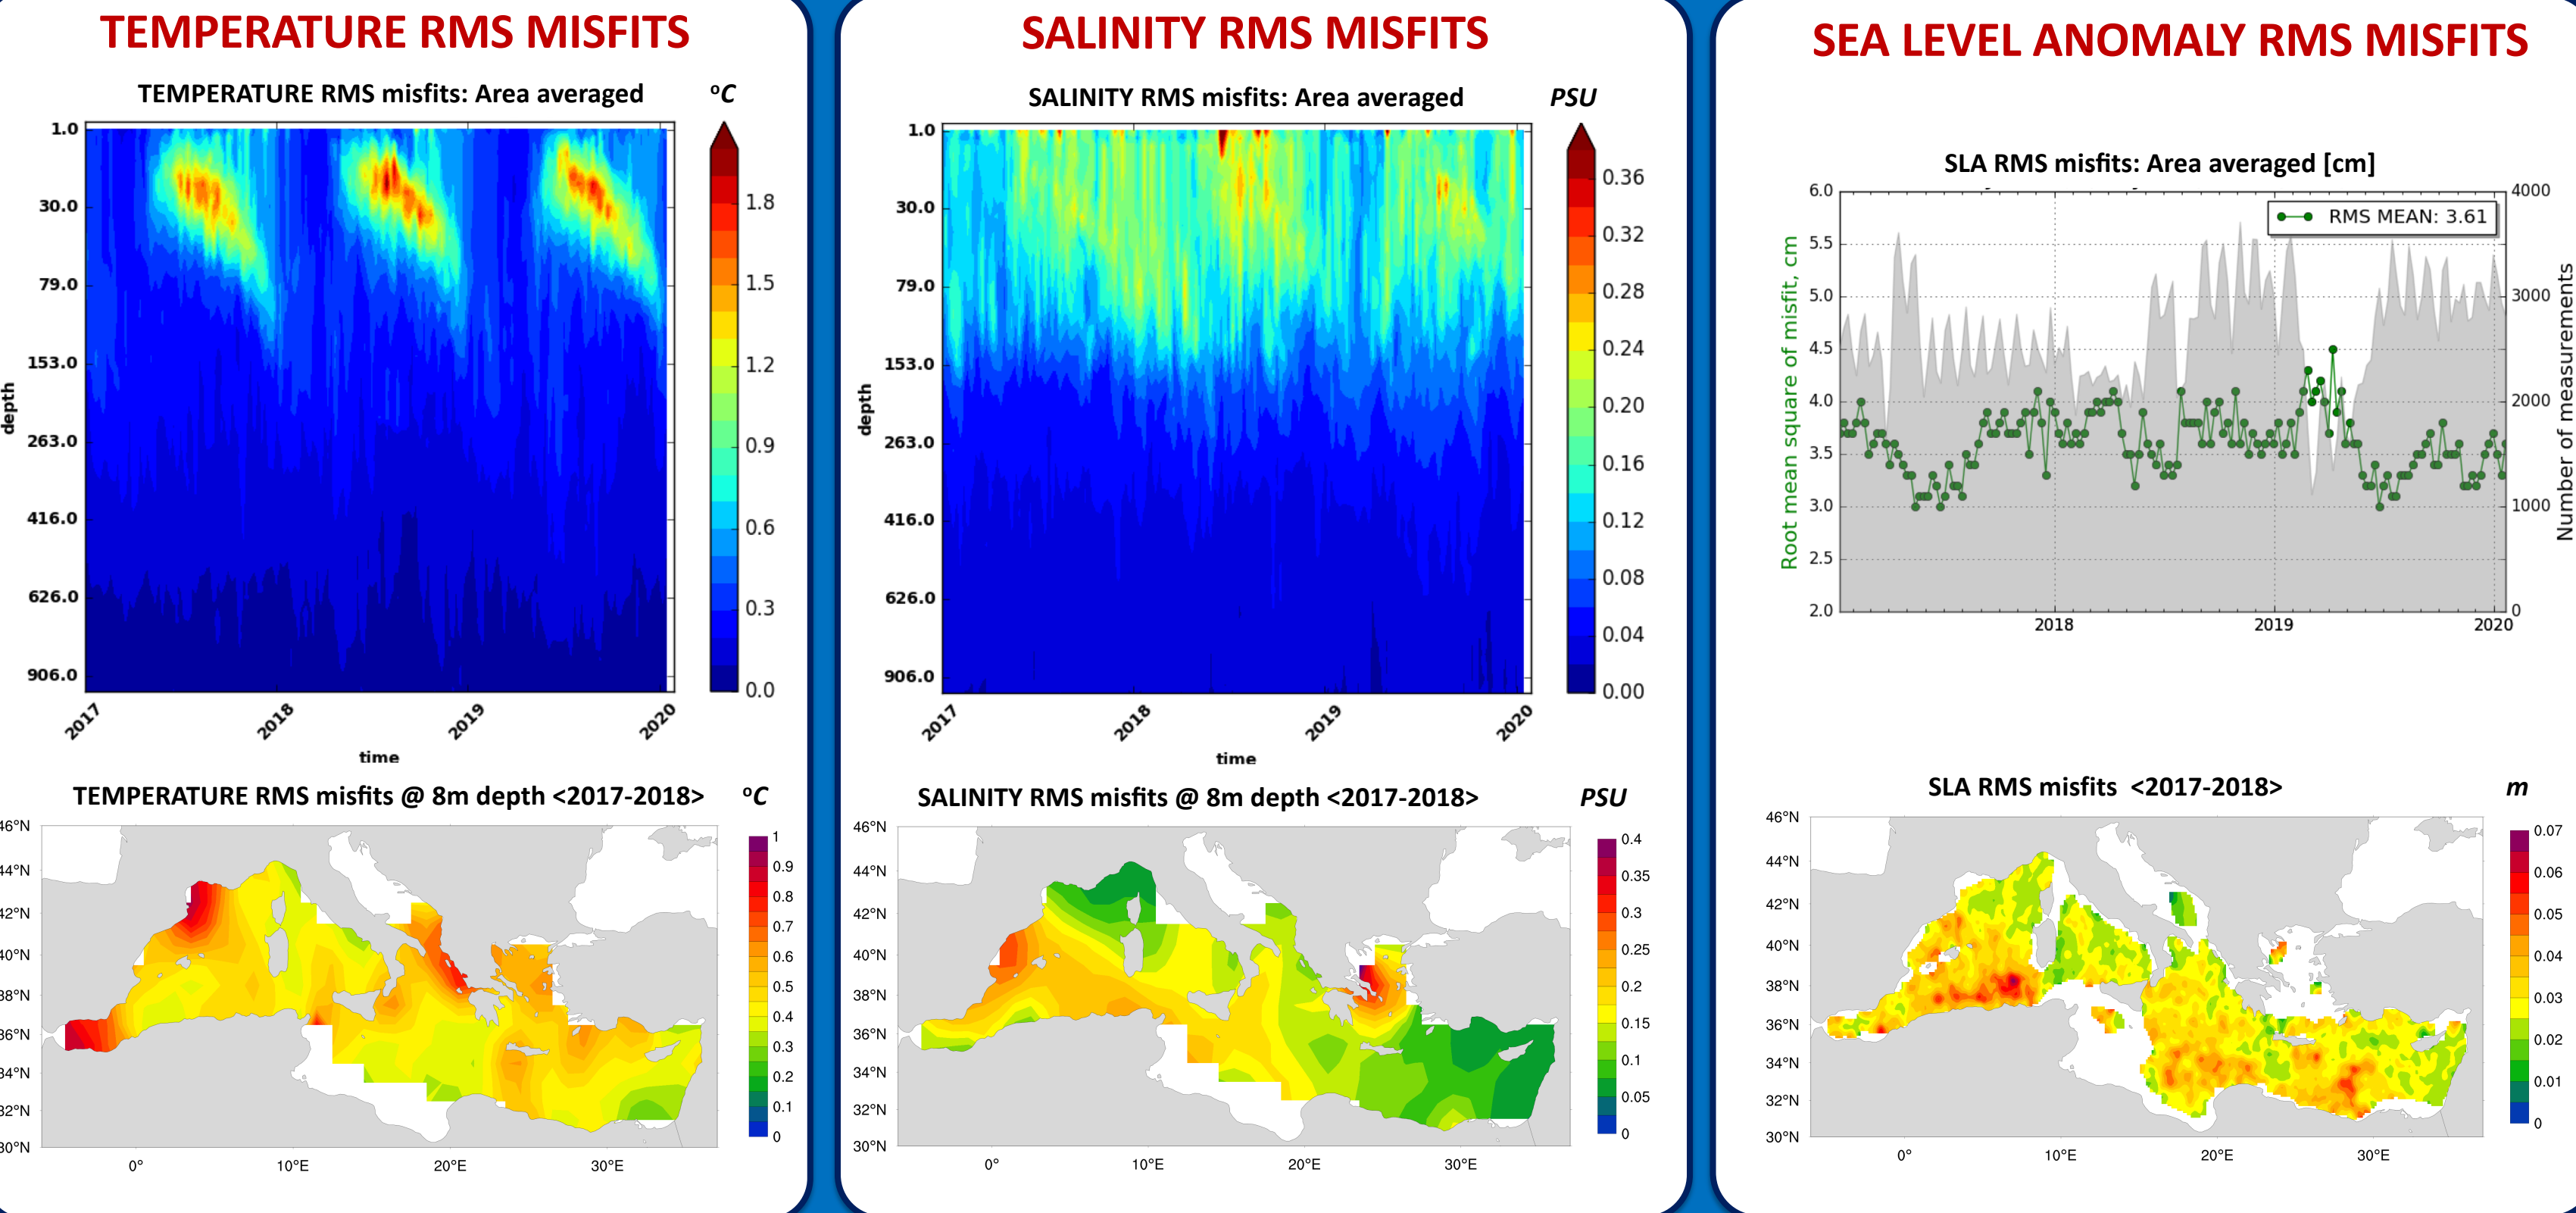 TEMPERATURE RMS MISFITS
TEMPERATURE RMS misfits: Area averaged
oC
1.0
30.0
79.0
153.0
263.0
416.0
626.0
906.0
depth
2017
2018
2019
2020
time
1.8
1.5
1.2
0.9
0.6
0.3
0.0
TEMPERATURE RMS misfits @ 8m depth <2017-2018>
oC
46°N
44°N
42°N
40°N
38°N
36°N
34°N
32°N
30°N
0°
10°E
20°E
30°E
1
0.9
0.8
0.7
0.6
0.5
0.4
0.3
0.2
0.1
0
SALINITY RMS MISFITS
SALINITY RMS misfits: Area averaged
PSU
1.0
30.0
79.0
153.0
263.0
416.0
626.0
906.0
depth
2017
2018
2019
2020
time
0.36
0.32
0.28
0.24
0.20
0.16
0.12
0.08
0.04
0.00
SALINITY RMS misfits @ 8m depth <2017-2018>
PSU
46°N
44°N
42°N
40°N
38°N
36°N
34°N
32°N
30°N
0°
10°E
20°E
30°E
0.4
0.35
0.3
0.25
0.2
0.15
0.1
0.05
0
SEA LEVEL ANOMALY RMS MISFITS
SLA RMS misfits: Area averaged [cm]
RMS MEAN: 3.61
Root mean square of misfit, cm
6.0
5.5
5.0
4.5
4.0
3.5
3.0
2.5
2.0
2018
2019
2020
4000
3000
2000
1000
0
Number of measurements
SLA RMS misfits <2017-2018>
m
46°N
44°N
42°N
40°N
38°N
36°N
34°N
32°N
30°N
0°
10°E
20°E
30°E
0.07
0.06
0.05
0.04
0.03
0.02
0.01
0